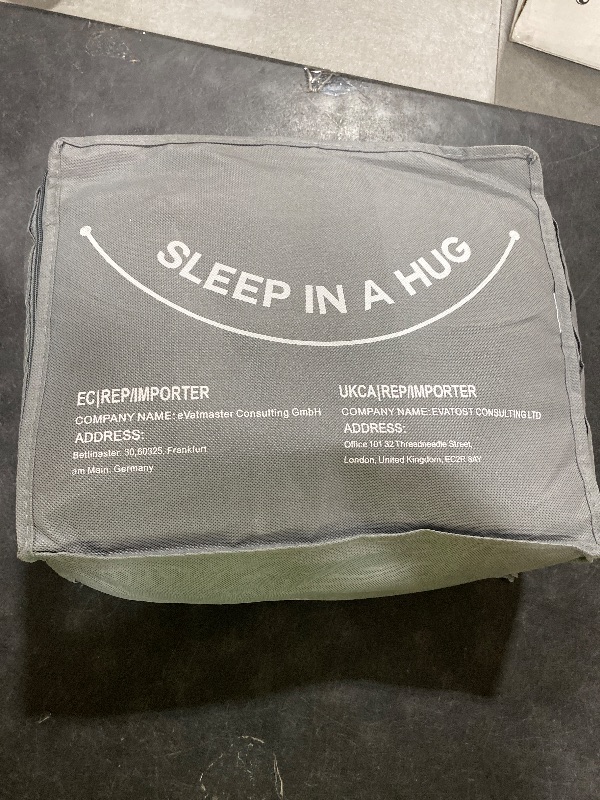 SLEEP IN A HUG
EC|REP/IMPORTER
COMPANY NAME: eVatmaster Consulting GmbH
ADDRESS:
Bettinastr. 30,60325, Frankfurt
am Main, Germany
UKCA|REP/IMPORTER
COMPANY NAME: EVATOST CONSULTING LTD
ADDRESS:
Office 101 32 Threadneedle Street,
London, United Kingdom, EC2R 8AY